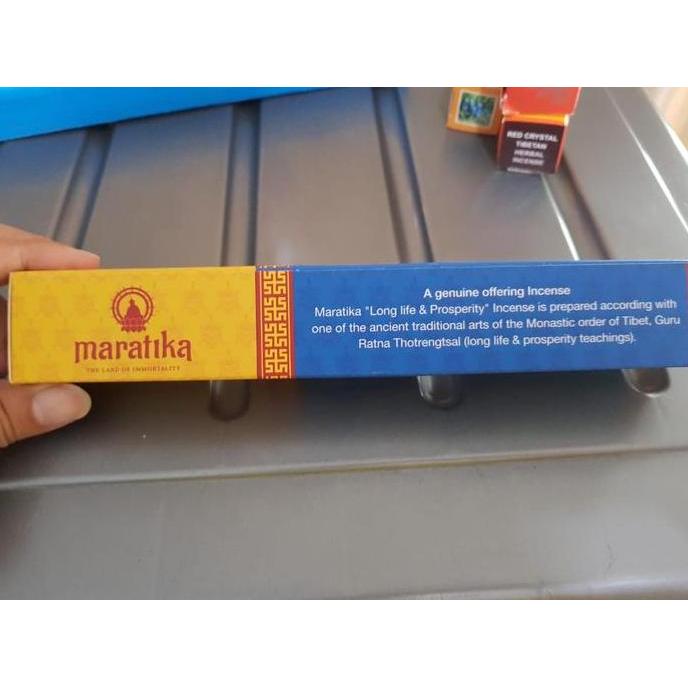 RED CRYSTAL
TIBETAN
HERBAL
INCENSE
maratika
THE LAND OF IMMORTALITY
A genuine offering Incense
Maratika "Long life & Prosperity" Incense is prepared according with
one of the ancient traditional arts of the Monastic order of Tibet, Guru
Ratna Thotrengtsal (long life & prosperity teachings).